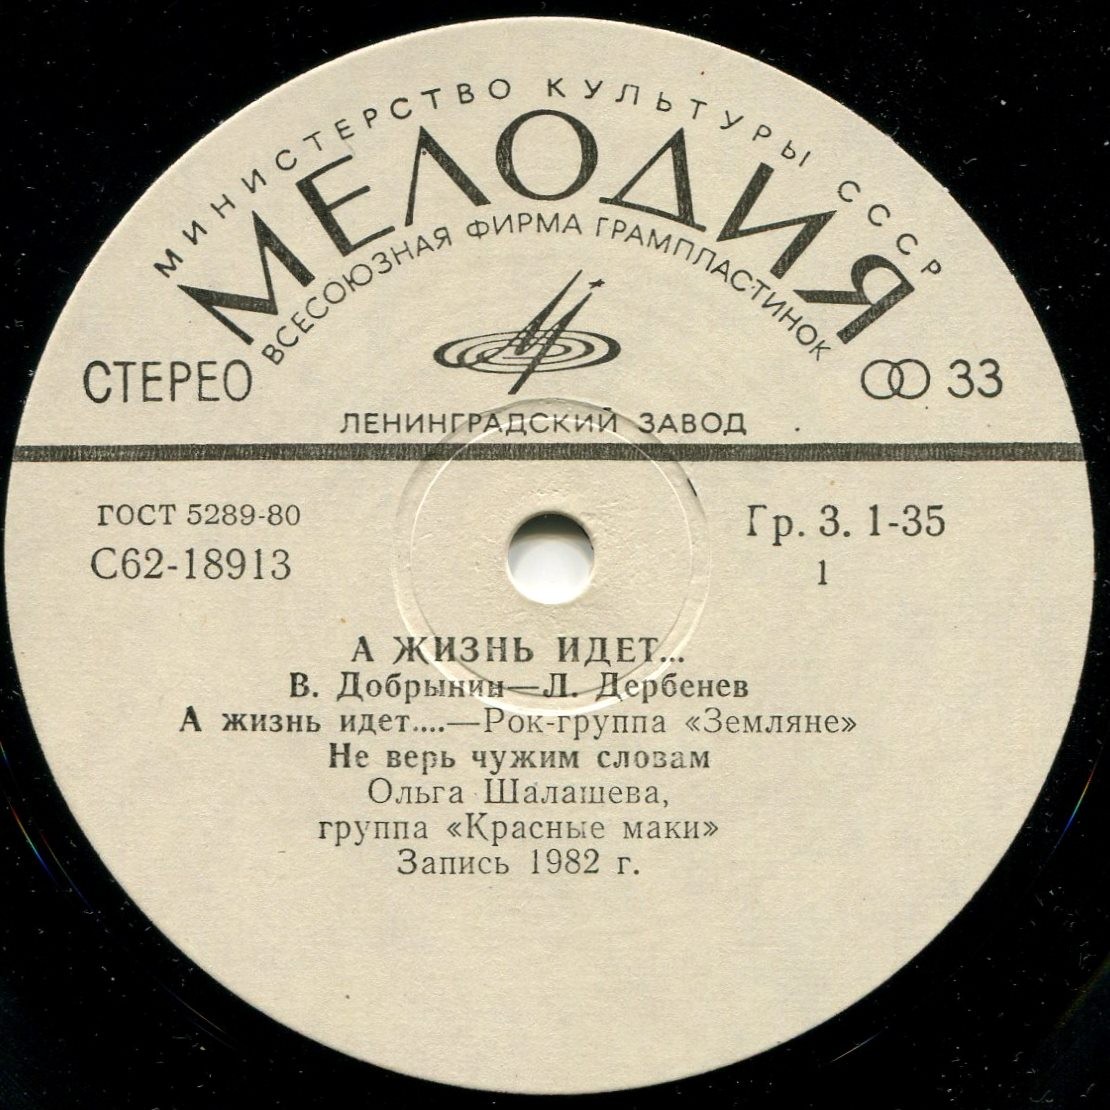 МИНИСТЕРСТВО КУЛЬТУРЫ СССР
МЕЛОДИЯ
ВСЕСОЮЗНАЯ ФИРМА ГРАМПЛАСТИНОК
СТЕРЕО
33
ЛЕНИНГРАДСКИЙ ЗАВОД
ГОСТ 5289-80
Гр. 3. 1-35
С62-18913
1
А ЖИЗНЬ ИДЕТ...
В. Добрынин—Л. Дербенев
А жизнь идет....—Рок-группа «Земляне»
Не верь чужим словам
Ольга Шалашева,
группа «Красные маки»
Запись 1982 г.